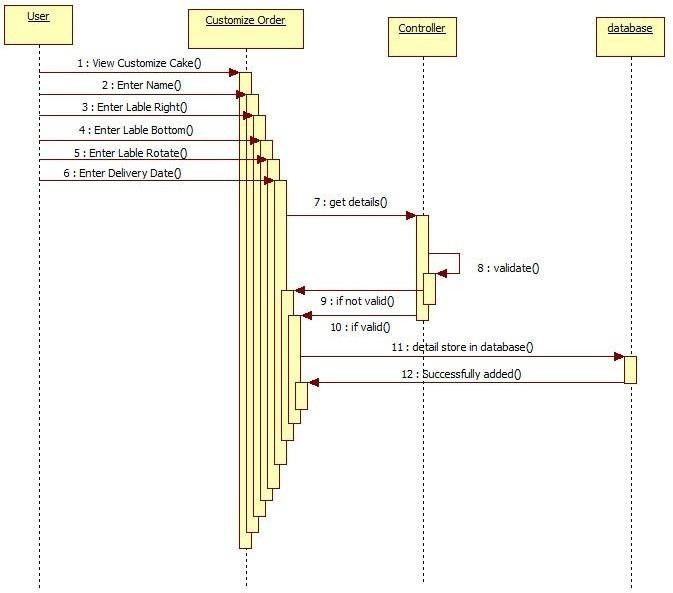 User
Customize Order
Controller
database
1 : View Customize Cake()
2 : Enter Name()
3 : Enter Lable Right()
4 : Enter Lable Bottom()
5 : Enter Lable Rotate()
6 : Enter Delivery Date()
7 : get details()
8 : validate()
9 : if not valid()
10 : if valid()
11 : detail store in database()
12 : Successfully added()